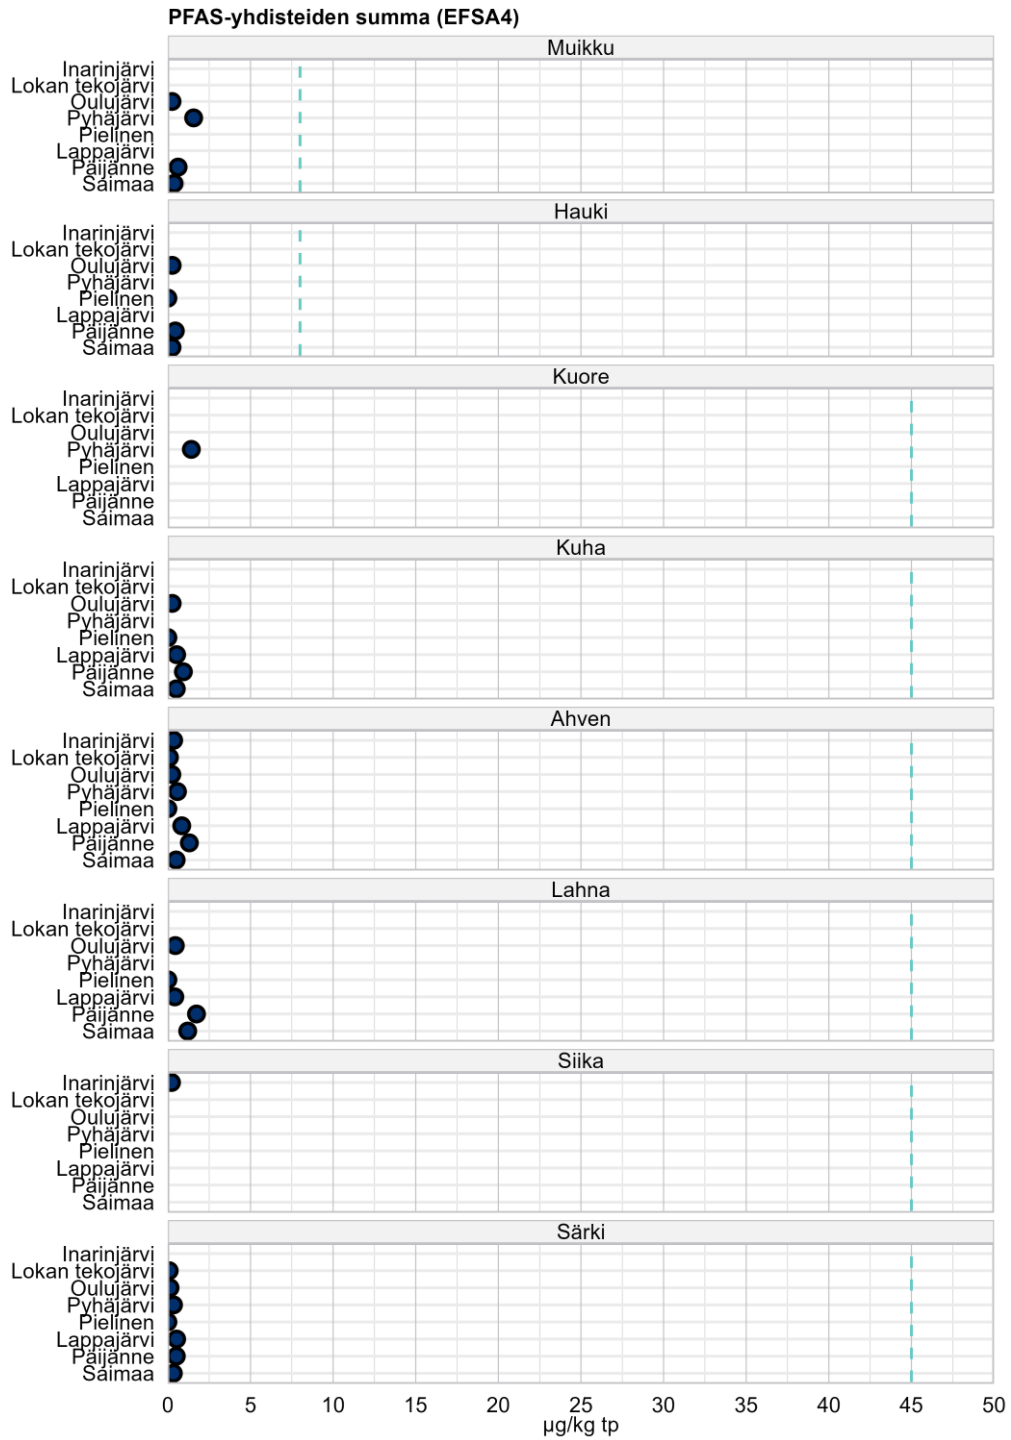 PFAS-yhdisteiden summa (EFSA4)
Muikku
Inarinjärvi
Lokan tekojärvi
Oulujärvi
Pyhäjärvi
Pielinen
Lappajärvi
Päijänne
Saimaa
Hauki
Inarinjärvi
Lokan tekojärvi
Oulujärvi
Pyhäjärvi
Pielinen
Lappajärvi
Päijänne
Saimaa
Kuore
Inarinjärvi
Lokan tekojärvi
Oulujärvi
Pyhäjärvi
Pielinen
Lappajärvi
Päijänne
Saimaa
Kuha
Inarinjärvi
Lokan tekojärvi
Oulujärvi
Pyhäjärvi
Pielinen
Lappajärvi
Päijänne
Saimaa
Ahven
Inarinjärvi
Lokan tekojärvi
Oulujärvi
Pyhäjärvi
Pielinen
Lappajärvi
Päijänne
Saimaa
Lahna
Inarinjärvi
Lokan tekojärvi
Oulujärvi
Pyhäjärvi
Pielinen
Lappajärvi
Päijänne
Saimaa
Siika
Inarinjärvi
Lokan tekojärvi
Oulujärvi
Pyhäjärvi
Pielinen
Lappajärvi
Päijänne
Saimaa
Särki
Inarinjärvi
Lokan tekojärvi
Oulujärvi
Pyhäjärvi
Pielinen
Lappajärvi
Päijänne
Saimaa
0 5 10 15 20 25 30 35 40 45 50
µg/kg tp